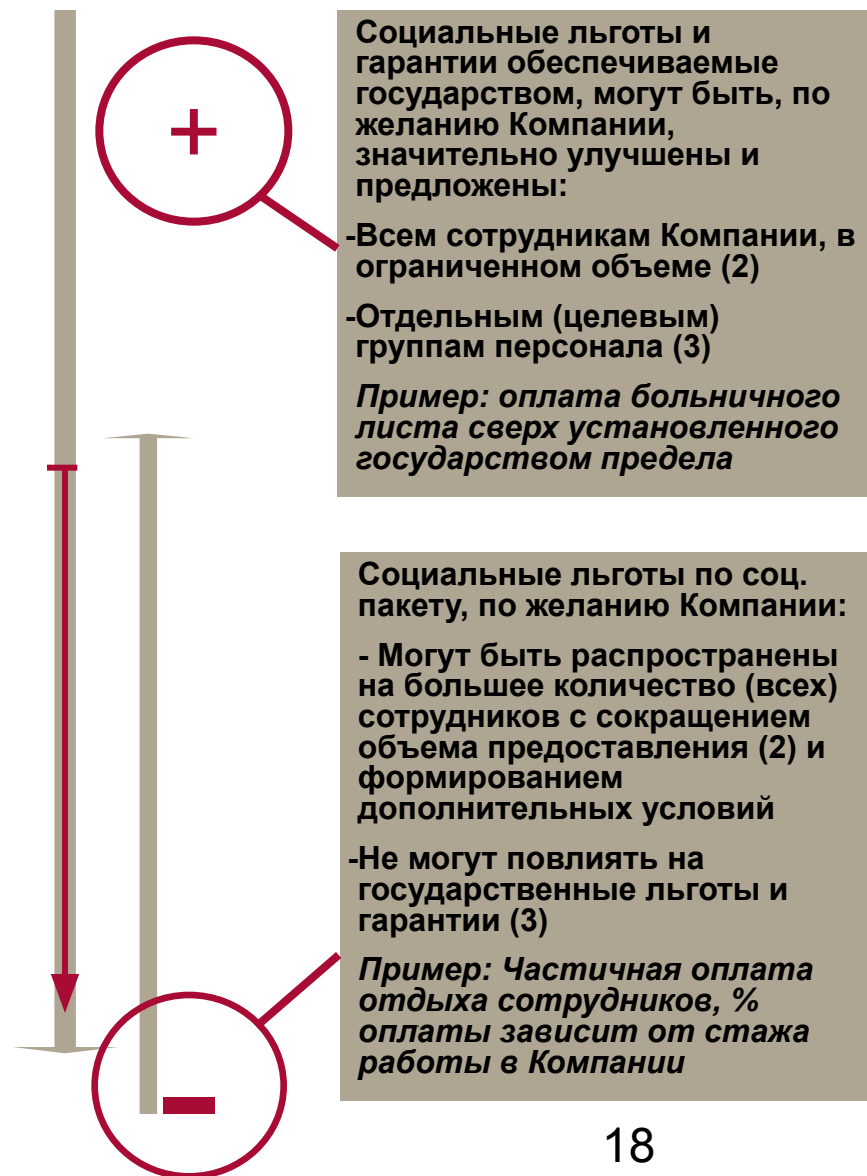 +
Социальные льготы и
гарантии обеспечиваемые
государством, могут быть, по
желанию Компании,
значительно улучшены и
предложены:
-Всем сотрудникам Компании, в
ограниченном объеме (2)
-Отдельным (целевым)
группам персонала (3)
Пример: оплата больничного
листа сверх установленного
государством предела
Социальные льготы по соц.
пакету, по желанию Компании:
- Могут быть распространены
на большее количество (всех)
сотрудников с сокращением
объема предоставления (2) и
формированием
дополнительных условий
-Не могут повлиять на
государственные льготы и
гарантии (3)
Пример: Частичная оплата
отдыха сотрудников, %
оплаты зависит от стажа
работы в Компании
18